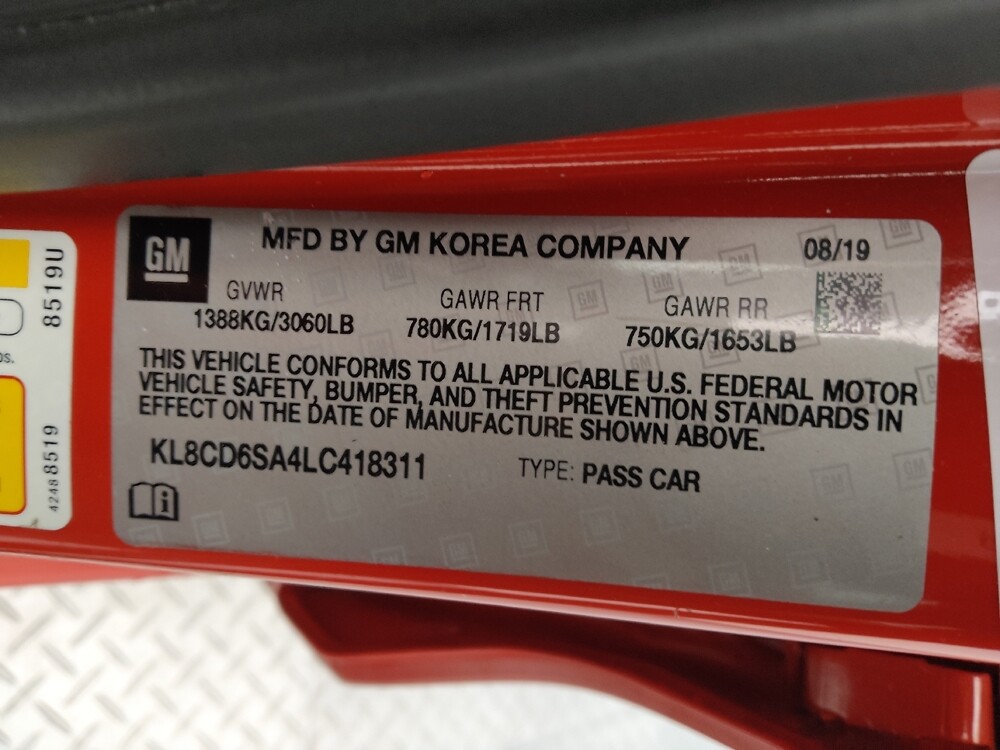 GM
MFD BY GM KOREA COMPANY
08/19
GVWR GAWR FRT GAWR RR
1388KG/3060LB 780KG/1719LB 750KG/1653LB
THIS VEHICLE CONFORMS TO ALL APPLICABLE U.S. FEDERAL MOTOR
VEHICLE SAFETY, BUMPER, AND THEFT PREVENTION STANDARDS IN
EFFECT ON THE DATE OF MANUFACTURE SHOWN ABOVE.
KL8CD6SA4LC418311 TYPE: PASS CAR
i
8519U
42488519